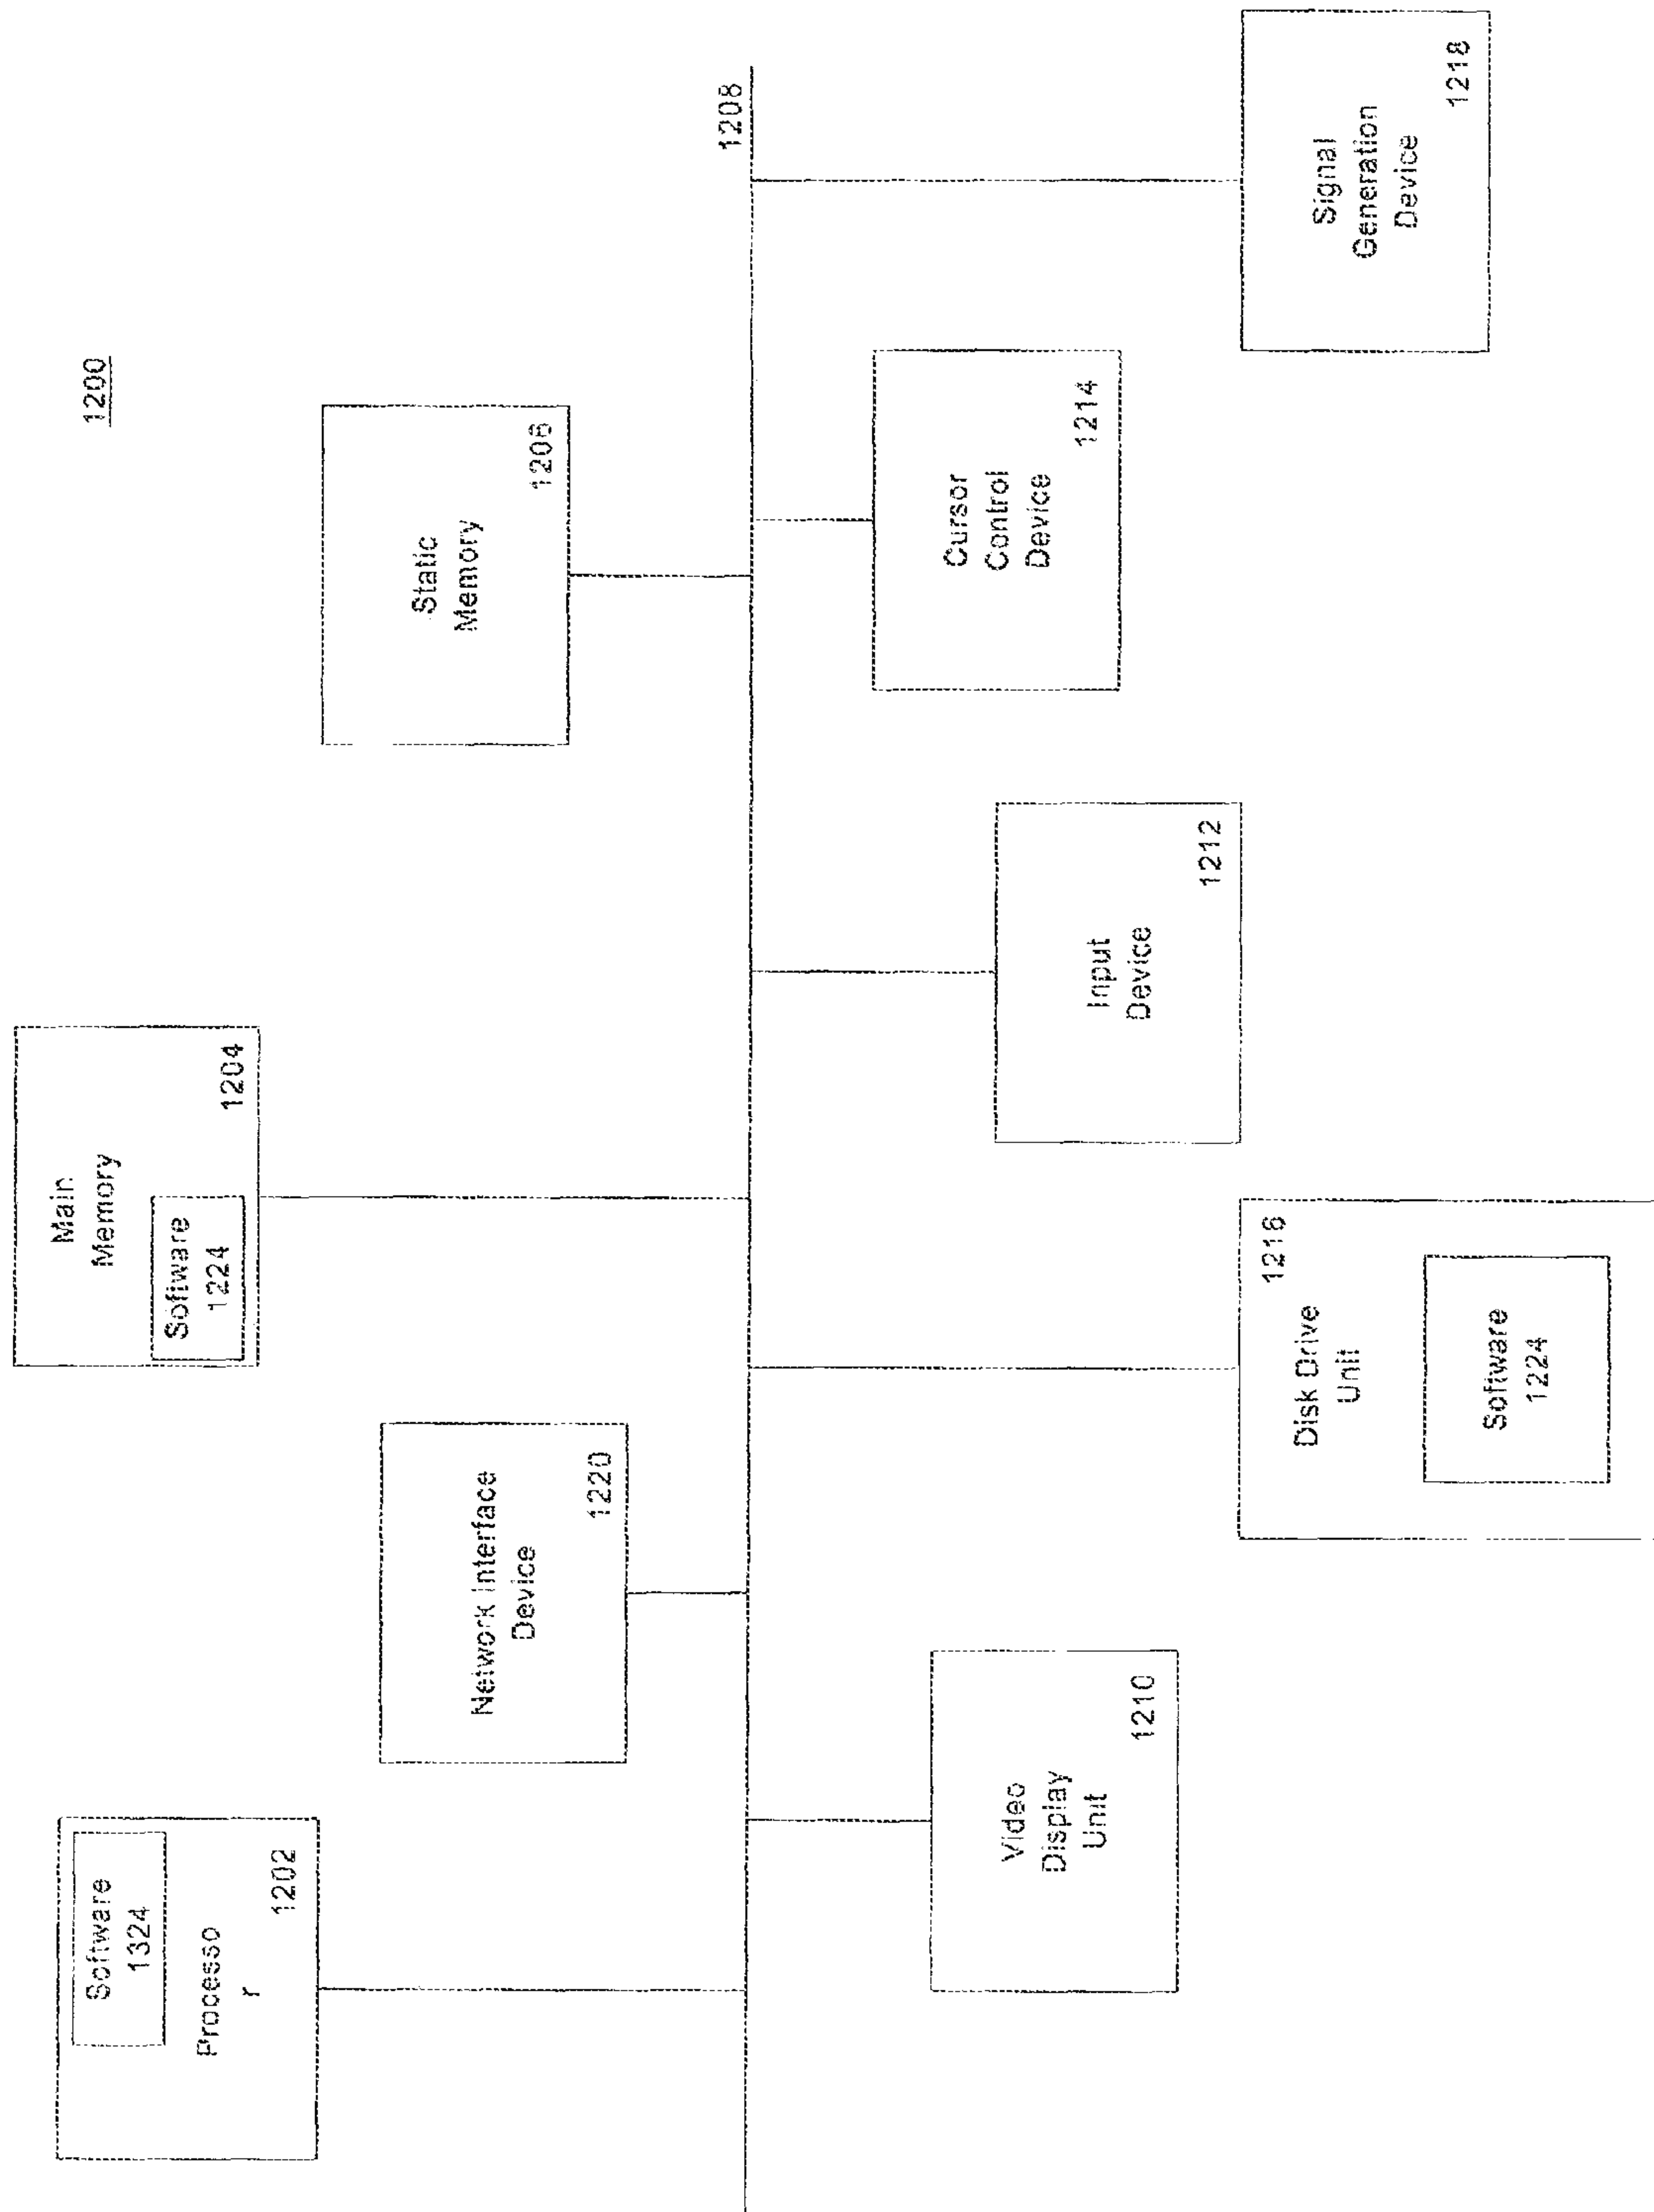 1200
Software
1324
Processo
r
1202
Main
Memory
Software
1224
1204
Network Interface
Device
1220
Static
Memory
1206
1208
Video
Display
Unit
1210
Disk Drive
Unit
1216
Software
1224
Input
Device
1212
Cursor
Control
Device
1214
Signal
Generation
Device
1218